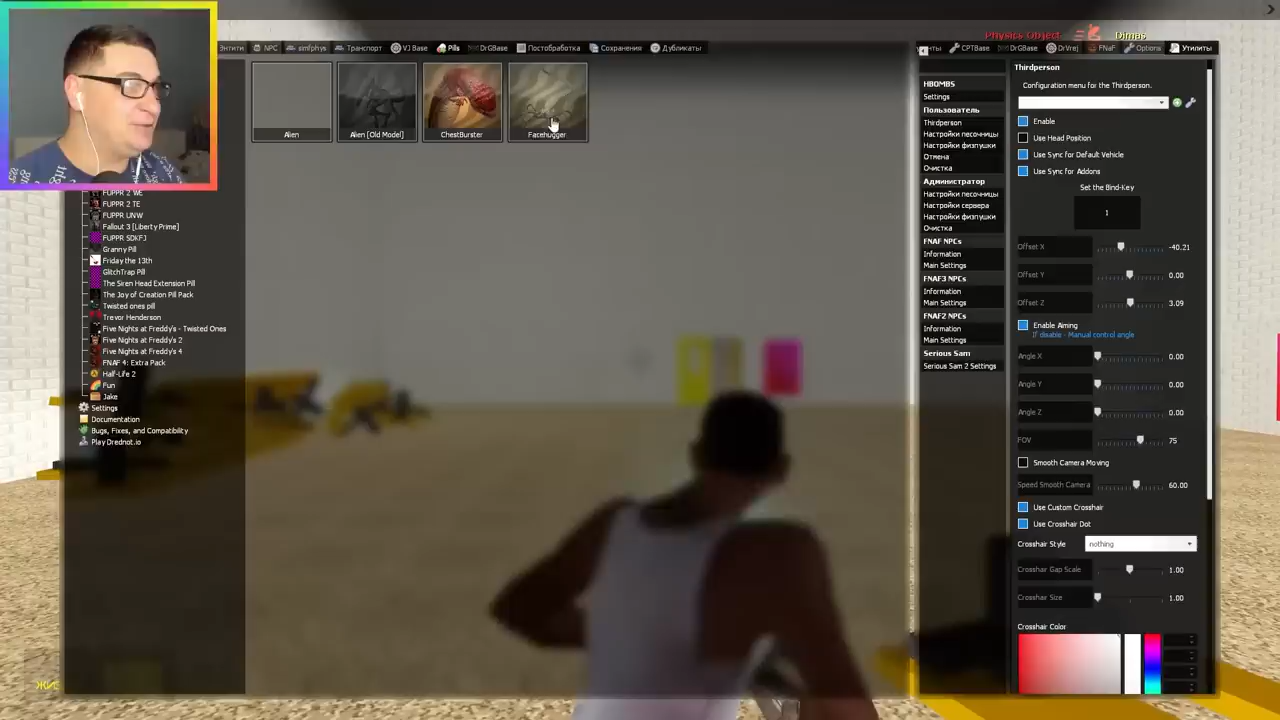 Physics Object
Dimas
нтити NPC simfphys Транспорт VJ Base Pils DrGBase Постобработка Сохранения Дубликаты
нты CPTBase DrGBase DrVrej FNaF Options Утилиты
Alien
Alien [Old Model]
ChestBurster
Facehugger
FUPPR 2 WE
FUPPR 2 TE
FUPPR UNW
Fallout 3 [Liberty Prime]
FUPPR SDKFJ
Granny Pill
Friday the 13th
GlitchTrap Pill
The Siren Head Extension Pill
The Joy of Creation Pill Pack
Twisted ones pill
Trevor Henderson
Five Nights at Freddy's - Twisted Ones
Five Nights at Freddy's 2
Five Nights at Freddy's 4
FNAF 4: Extra Pack
Half-Life 2
Fun
Jake
Settings
Documentation
Bugs, Fixes, and Compatibility
Play Drednot.io
HBOMBS
Settings
Пользователь
Thirdperson
Настройки песочницы
Настройки физпушки
Отмена
Очистка
Администратор
Настройки песочницы
Настройки сервера
Настройки физпушки
Очистка
FNAF NPCs
Information
Main Settings
FNAF3 NPCs
Information
Main Settings
FNAF2 NPCs
Information
Main Settings
Serious Sam
Serious Sam 2 Settings
Thirdperson
Configuration menu for the Thirdperson.
Enable
Use Head Position
Use Sync for Default Vehicle
Use Sync for Addons
Set the Bind-Key
1
Offset X -40.21
Offset Y 0.00
Offset Z 3.09
Enable Aiming
If disable - Manual control angle
Angle X 0.00
Angle Y 0.00
Angle Z 0.00
FOV 75
Smooth Camera Moving
Speed Smooth Camera 60.00
Use Custom Crosshair
Use Crosshair Dot
Crosshair Style nothing
Crosshair Gap Scale 1.00
Crosshair Size 1.00
Crosshair Color
ЖИЗ